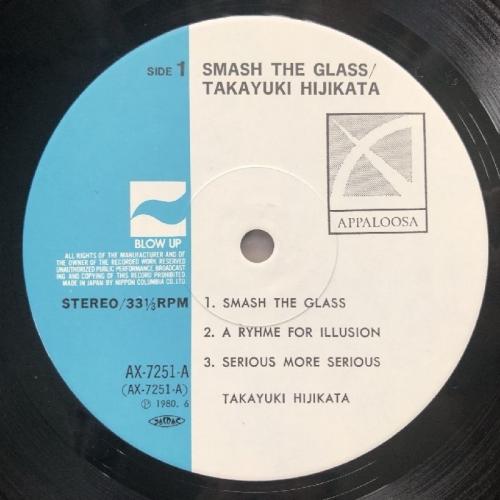 SIDE 1
SMASH THE GLASS/
TAKAYUKI HIJIKATA
APPALOOSA
BLOW UP
ALL RIGHTS OF THE MANUFACTURER AND OF
THE OWNER OF THE RECORDED WORK RESERVED
UNAUTHORIZED PUBLIC PERFORMANCE BROADCAST
ING AND COPYING OF THIS RECORD PROHIBITED
MADE IN JAPAN BY NIPPON COLUMBIA CO.LTD.
STEREO/33⅓RPM
1. SMASH THE GLASS
2. A RYHME FOR ILLUSION
3. SERIOUS MORE SERIOUS
TAKAYUKI HIJIKATA
AX-7251-A
(AX-7251-A)
Ⓟ 1980. 6
JASRAC